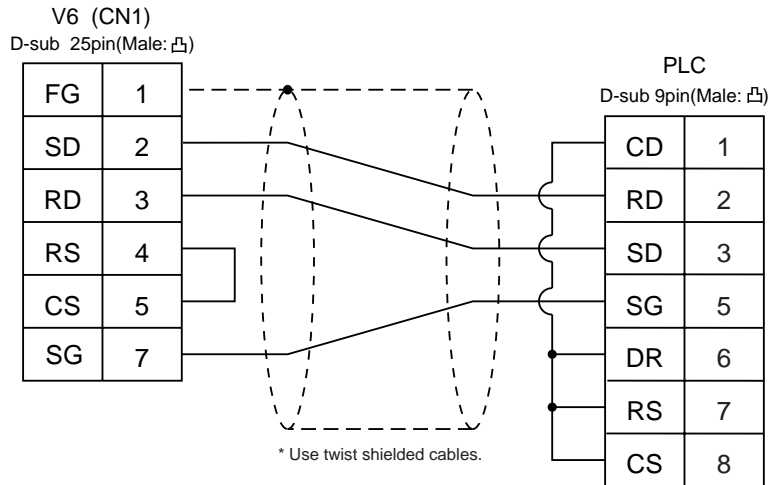 V6 (CN1)
D-sub 25pin(Male: 凸)
FG 1
SD 2
RD 3
RS 4
CS 5
SG 7
PLC
D-sub 9pin(Male: 凸)
CD 1
RD 2
SD 3
SG 5
DR 6
RS 7
CS 8
* Use twist shielded cables.